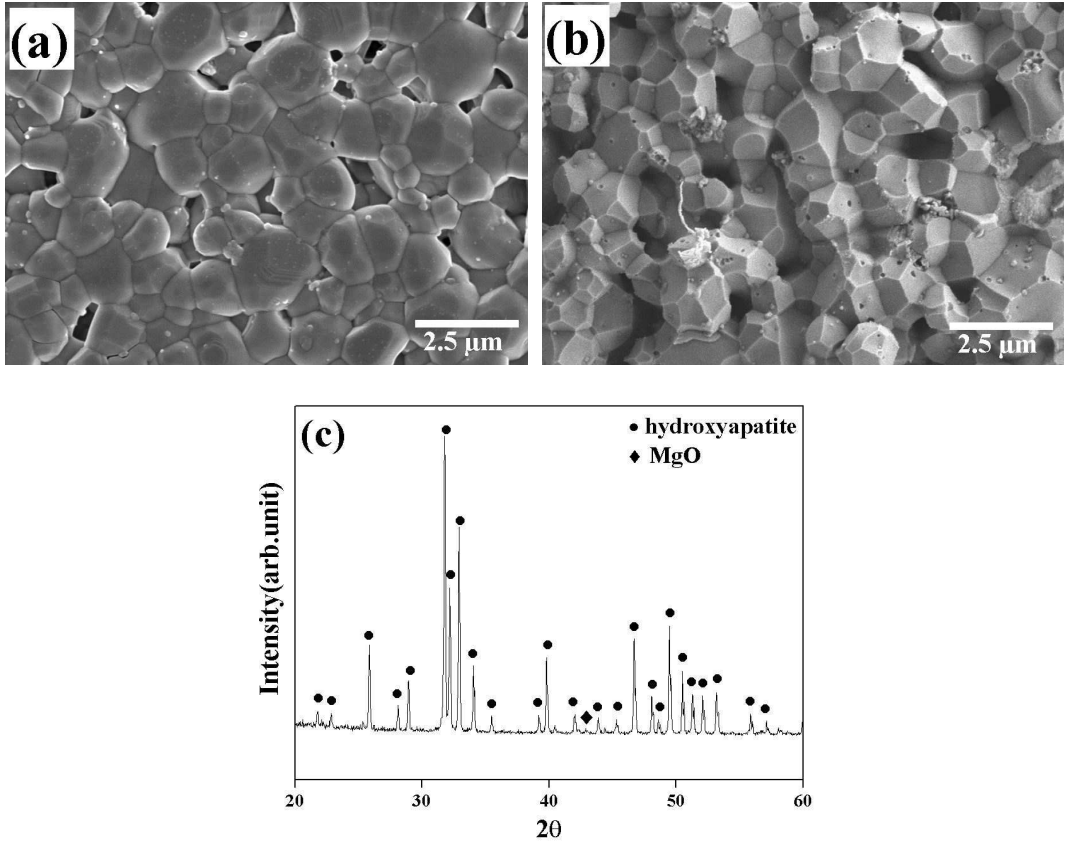 (a)
2.5 μm
(b)
2.5 μm
(c)
● hydroxyapatite
◆ MgO
Intensity(arb.unit)
20 30 40 50 60
2θ